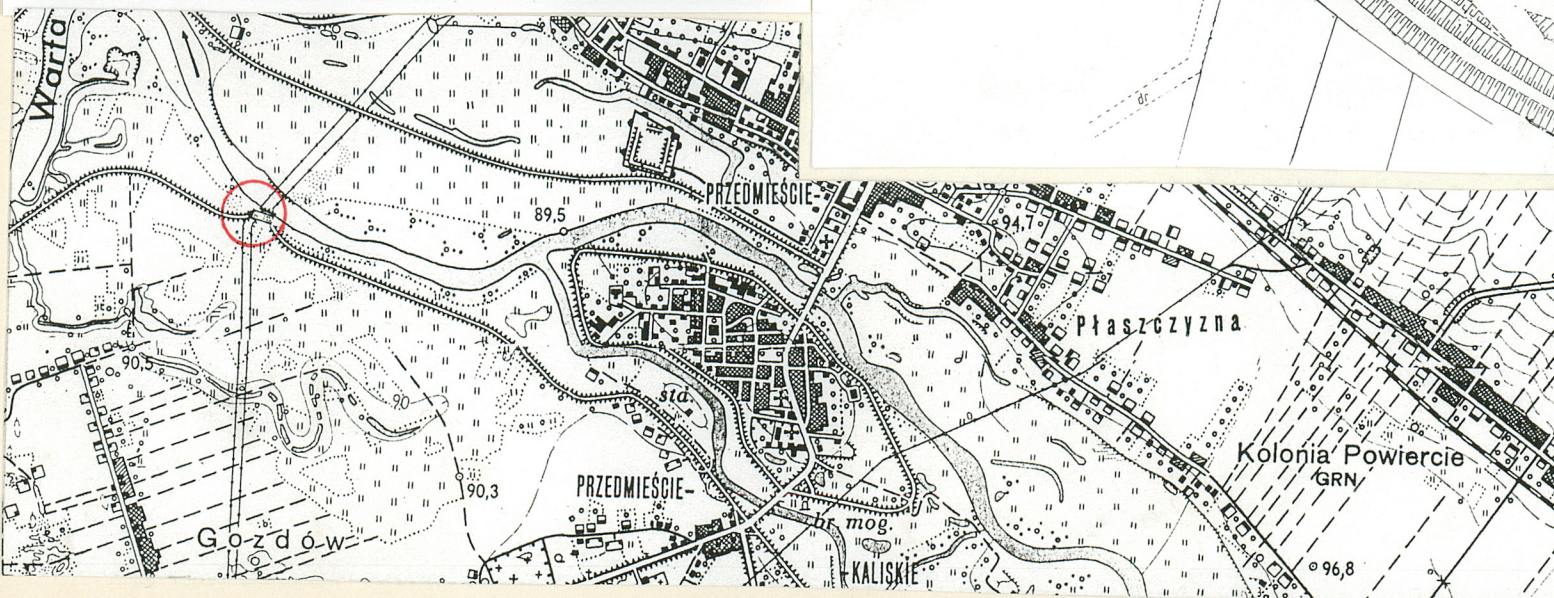 Warta
dr
PRZEDMIEŚCIE-
89,5
94,7
Płaszczyzna
90,5
90
sta
Kolonia Powiercie
GRN
90,3
PRZEDMIEŚCIE-
br. mog.
Gozdów
-KALISKIE
96,8